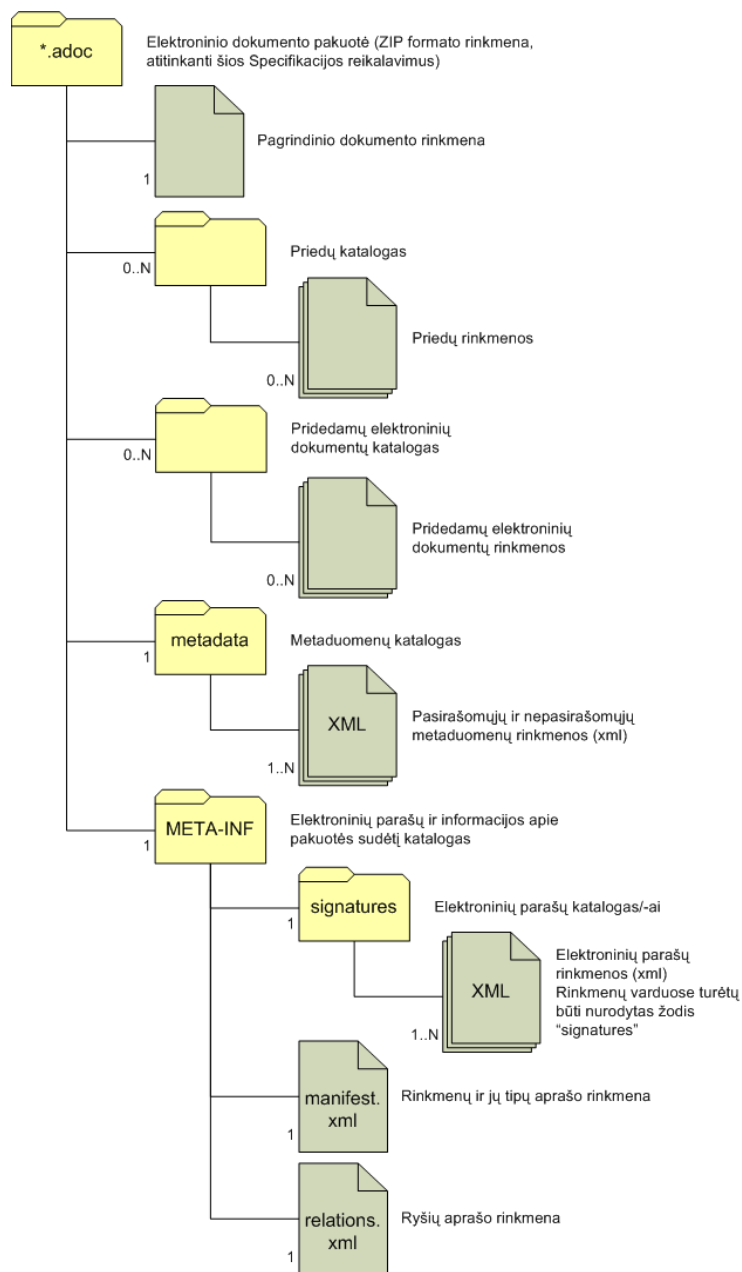 *.adoc
Elektroninio dokumento pakuotė (ZIP formato rinkmena,
atitinkanti šios Specifikacijos reikalavimus)
Pagrindinio dokumento rinkmena
1
Priedų katalogas
0..N
Priedų rinkmenos
0..N
Pridedamų elektroninių
dokumentų katalogas
0..N
Pridedamų elektroninių
dokumentų rinkmenos
0..N
metadata
Metaduomenų katalogas
1
XML
Pasirašomųjų ir nepasirašomųjų
metaduomenų rinkmenos (xml)
1..N
META-INF
Elektroninių parašų ir informacijos apie
pakuotės sudėtį katalogas
1
signatures
Elektroninių parašų katalogas/-ai
1
XML
Elektroninių parašų
rinkmenos (xml)
Rinkmenų varduose turėtų
būti nurodytas žodis
“signatures”
1..N
manifest.
xml
Rinkmenų ir jų tipų aprašo rinkmena
1
relations.
xml
Ryšių aprašo rinkmena
1